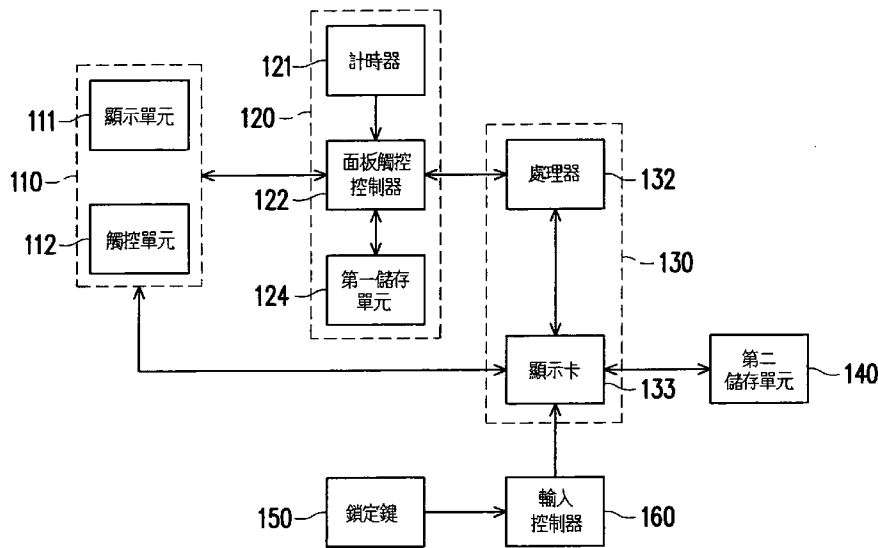 121
計時器
111
顯示單元
120
110
面板觸控
控制器
122
處理器
132
112
觸控單元
130
124
第一儲存
單元
顯示卡
133
第二
儲存單元
140
150
鎖定鍵
輸入
控制器
160